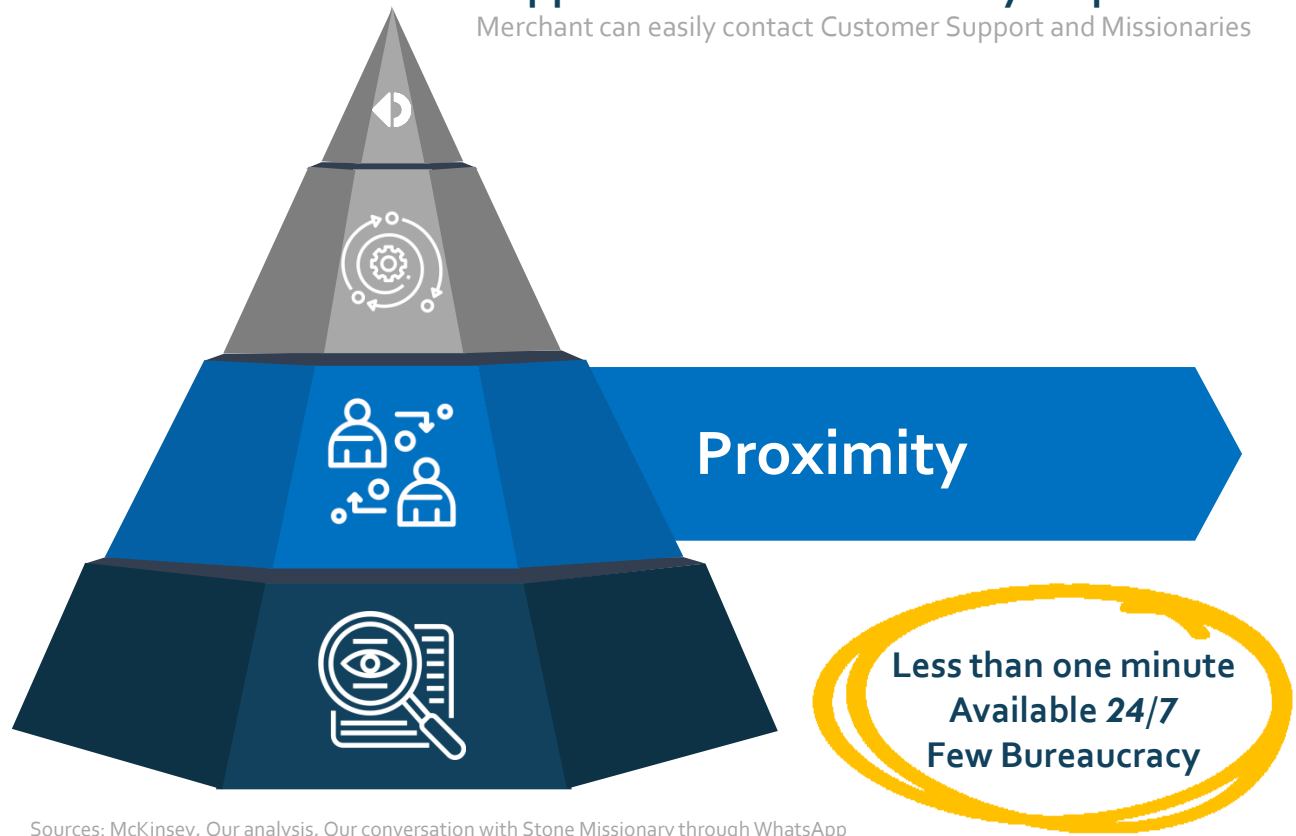 Merchant can easily contact Customer Support and Missionaries
Proximity
Less than one minute
Available 24/7
Few Bureaucracy
Sources: McKinsey, Our analysis, Our conversation with Stone Missionary through WhatsApp